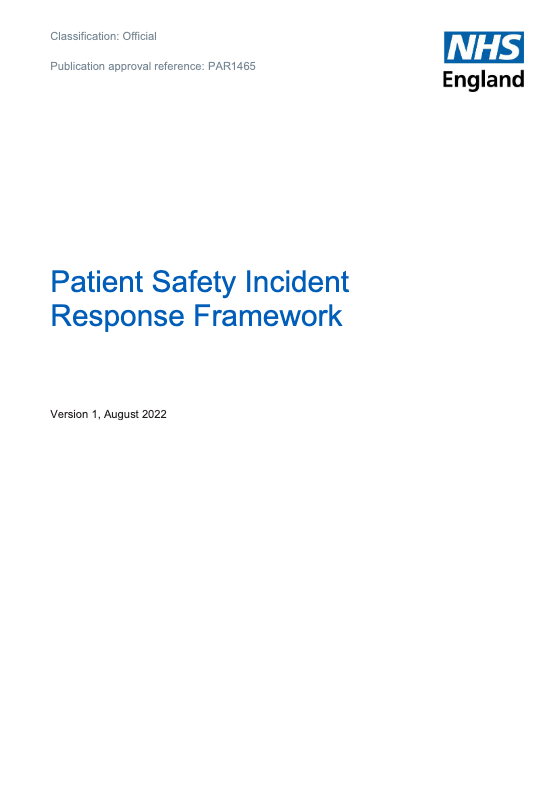 Classification: Official
Publication approval reference: PAR1465
NHS
England
Patient Safety Incident
Response Framework
Version 1, August 2022